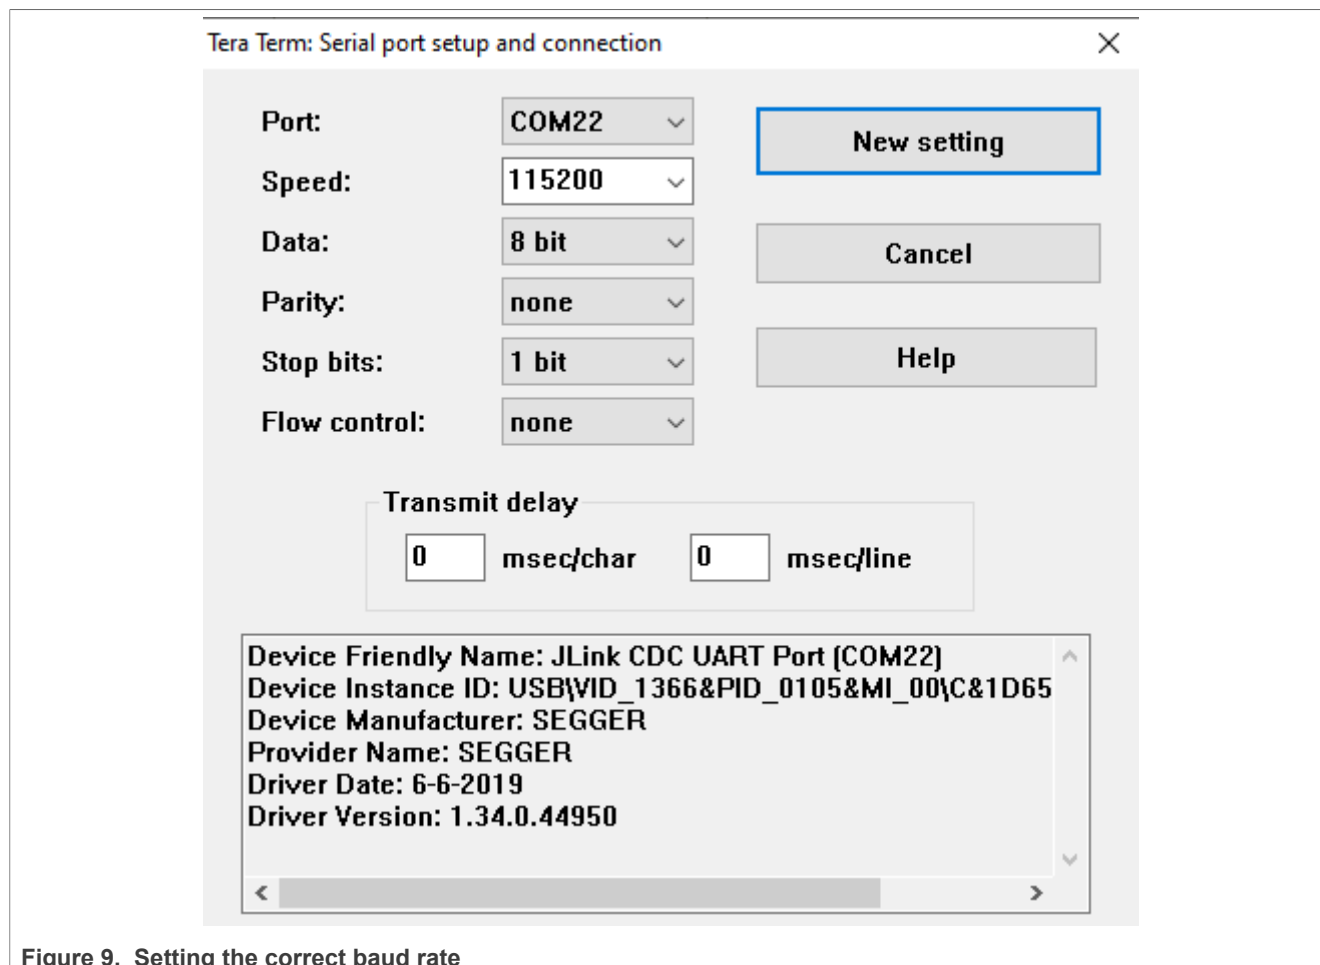 Tera Term: Serial port setup and connection
Port: COM22
New setting
Speed: 115200
Data: 8 bit
Cancel
Parity: none
Stop bits: 1 bit
Help
Flow control: none
Transmit delay
0 msec/char 0 msec/line
Device Friendly Name: JLink CDC UART Port (COM22)
Device Instance ID: USB\VID_1366&PID_0105&MI_00\C&1D65
Device Manufacturer: SEGGER
Provider Name: SEGGER
Driver Date: 6-6-2019
Driver Version: 1.34.0.44950
Figure 9. Setting the correct baud rate